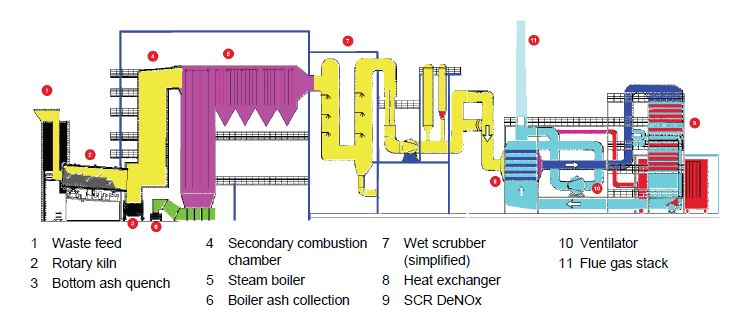 11
7
4
5
1
9
2
8
10
3
6
1 Waste feed
2 Rotary kiln
3 Bottom ash quench
4 Secondary combustion
chamber
5 Steam boiler
6 Boiler ash collection
7 Wet scrubber
(simplified)
8 Heat exchanger
9 SCR DeNOx
10 Ventilator
11 Flue gas stack